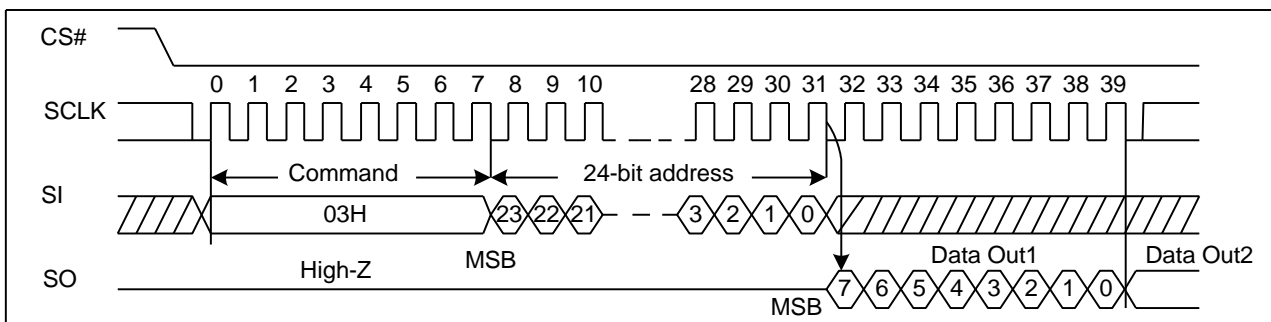 CS#
0 1 2 3 4 5 6 7 8 9 10 28 29 30 31 32 33 34 35 36 37 38 39
SCLK
Command 24-bit address
SI
03H 23 22 21 3 2 1 0
High-Z MSB Data Out1 Data Out2
SO
MSB 7 6 5 4 3 2 1 0